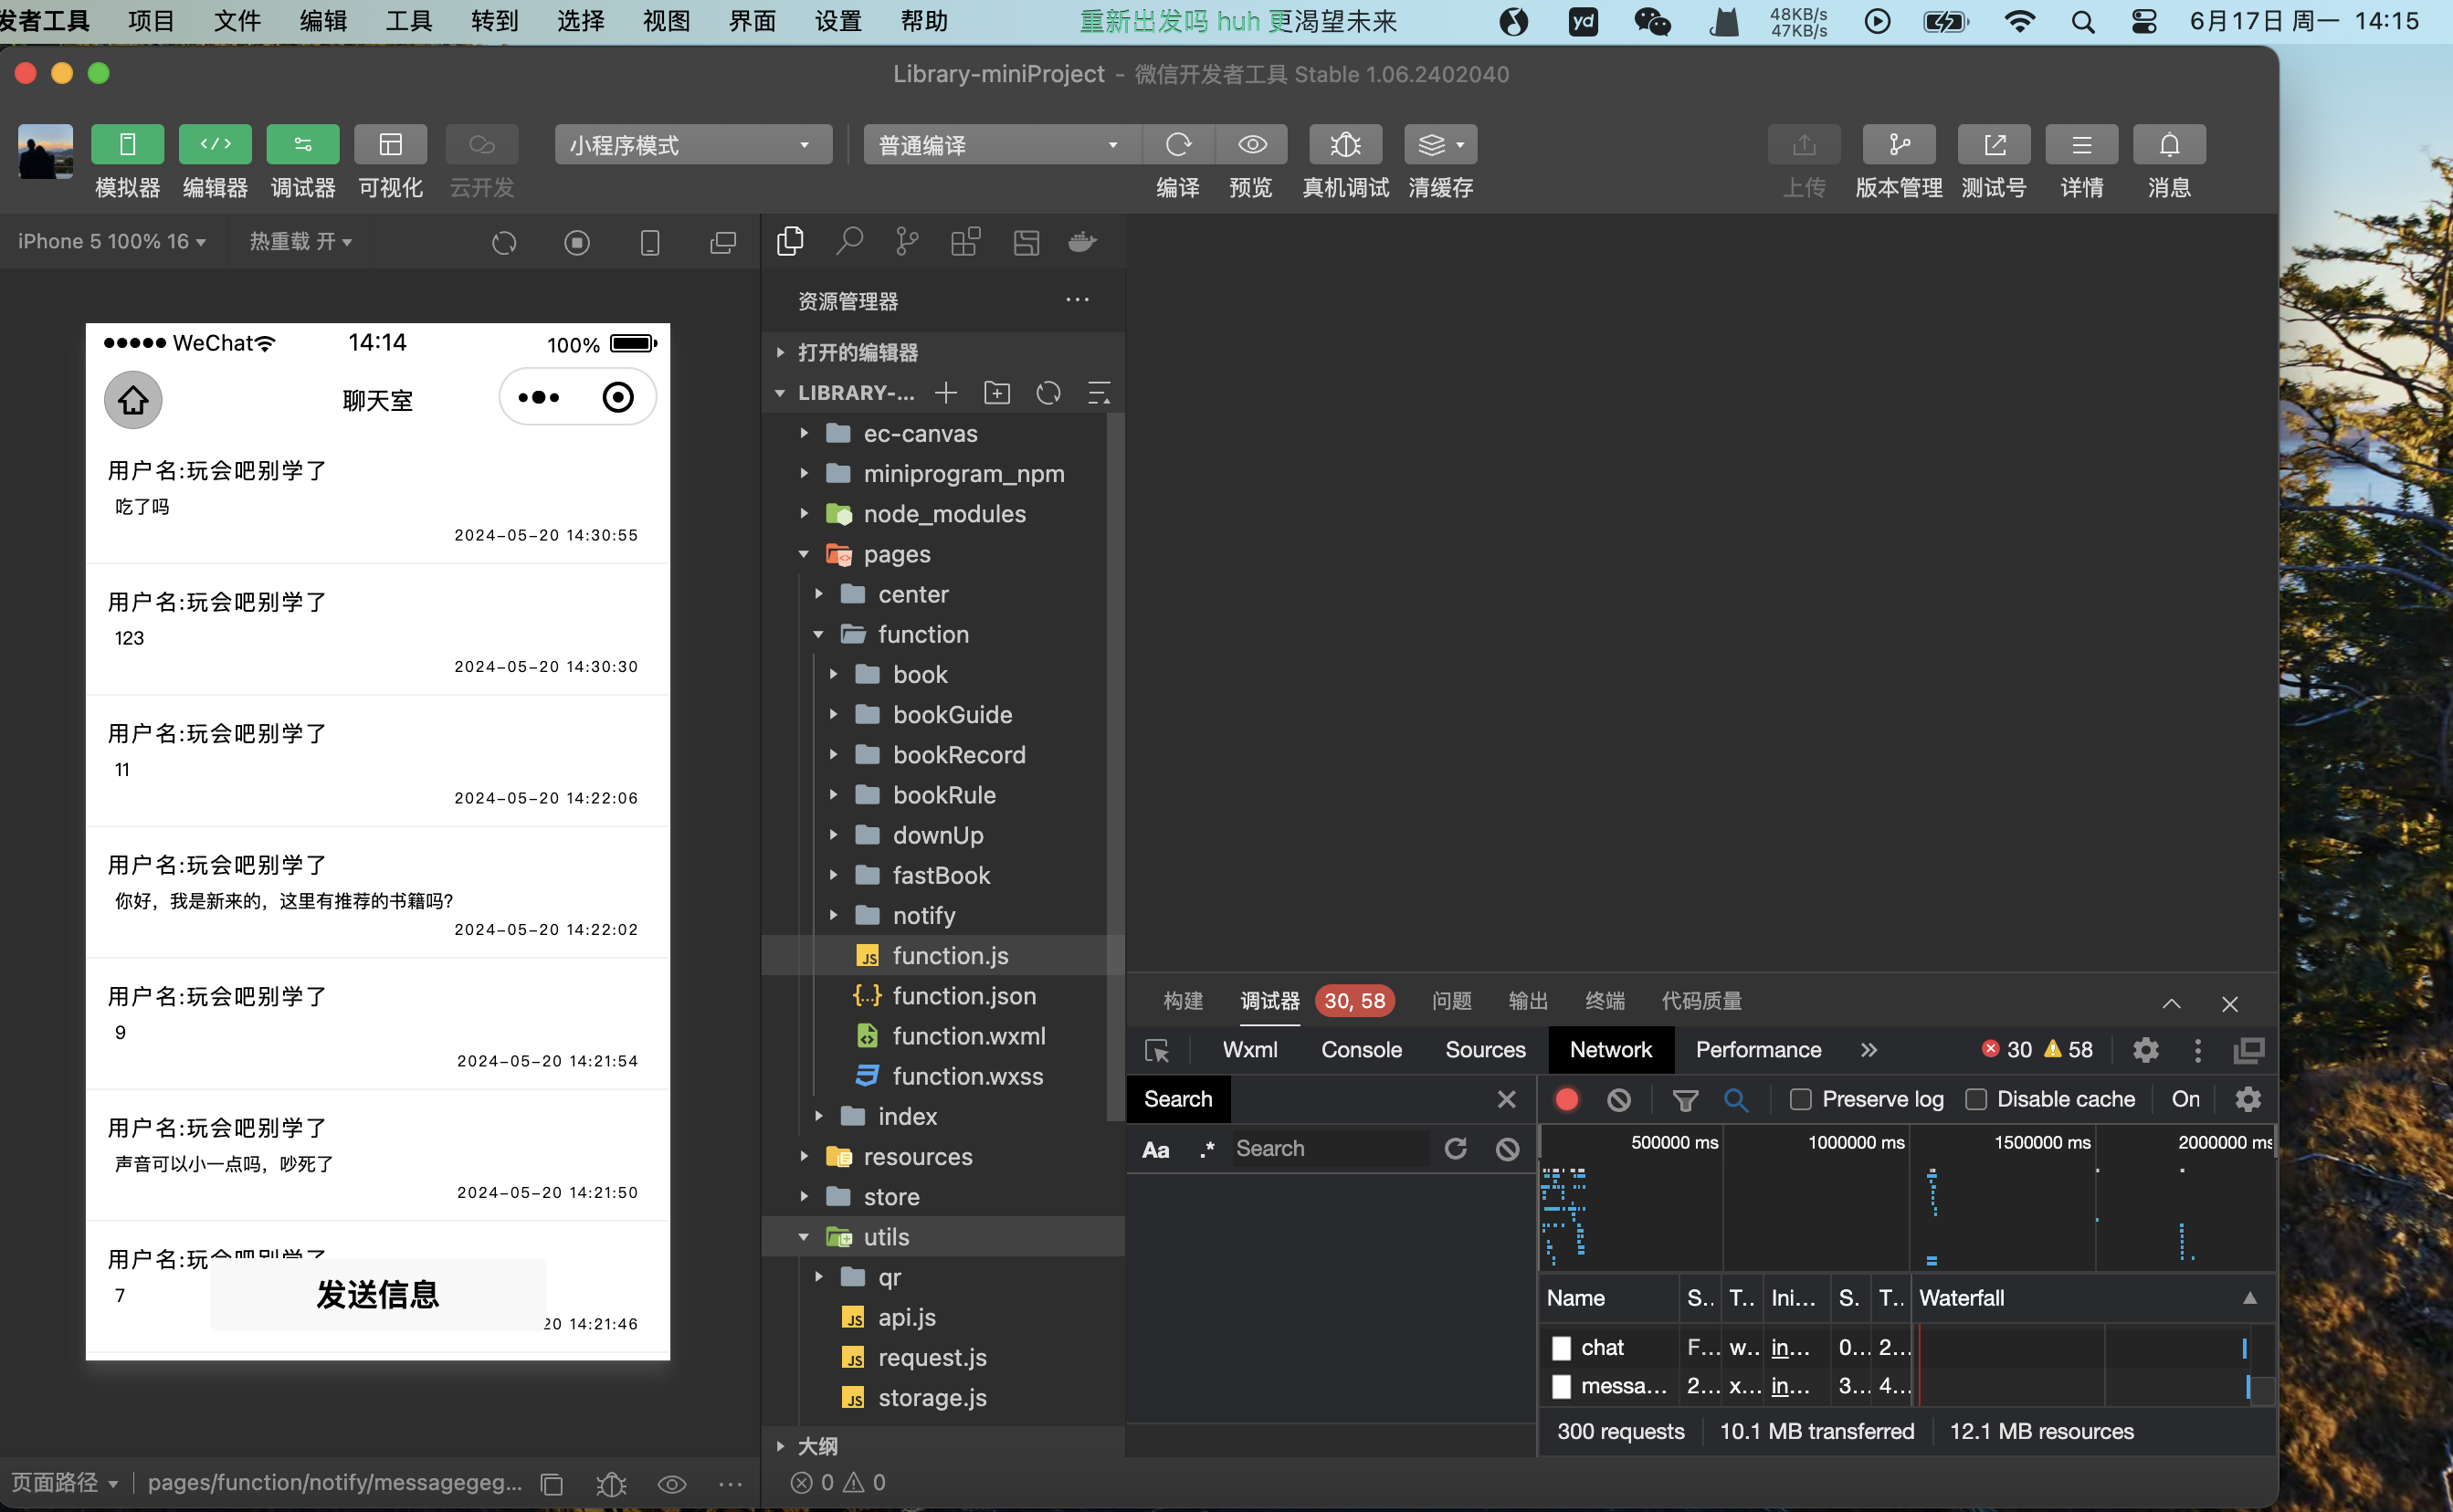 发者工具 项目 文件 编辑 工具 转到 选择 视图 界面 设置 帮助 重新出发吗 huh 更渴望未来 yd 48KB/s 47KB/s 6月17日 周一 14:15
Library-miniProject - 微信开发者工具 Stable 1.06.2402040
小程序模式 普通编译
模拟器 编辑器 调试器 可视化 云开发 编译 预览 真机调试 清缓存 上传 版本管理 测试号 详情 消息
iPhone 5 100% 16 热重载 开
WeChat 14:14 100%
聊天室
用户名:玩会吧别学了
吃了吗
2024-05-20 14:30:55
用户名:玩会吧别学了
123
2024-05-20 14:30:30
用户名:玩会吧别学了
11
2024-05-20 14:22:06
用户名:玩会吧别学了
你好，我是新来的，这里有推荐的书籍吗?
2024-05-20 14:22:02
用户名:玩会吧别学了
9
2024-05-20 14:21:54
用户名:玩会吧别学了
声音可以小一点吗，吵死了
2024-05-20 14:21:50
用户名:玩会吧别学了
7
发送信息
20 14:21:46
页面路径 pages/function/notify/messagegeg...
资源管理器
打开的编辑器
LIBRARY-...
ec-canvas
miniprogram_npm
node_modules
pages
center
function
book
bookGuide
bookRecord
bookRule
downUp
fastBook
notify
JS function.js
{...} function.json
function.wxml
function.wxss
index
resources
store
utils
qr
JS api.js
JS request.js
JS storage.js
大纲
0 0
构建 调试器 30, 58 问题 输出 终端 代码质量
Wxml Console Sources Network Performance 30 58
Search
Aa .* Search
Preserve log Disable cache On
500000 ms 1000000 ms 1500000 ms 2000000 ms
Name S.. T.. Ini... S. T.. Waterfall
chat F... w.. in... 0... 2...
messa... 2... x... in... 3... 4...
300 requests 10.1 MB transferred 12.1 MB resources